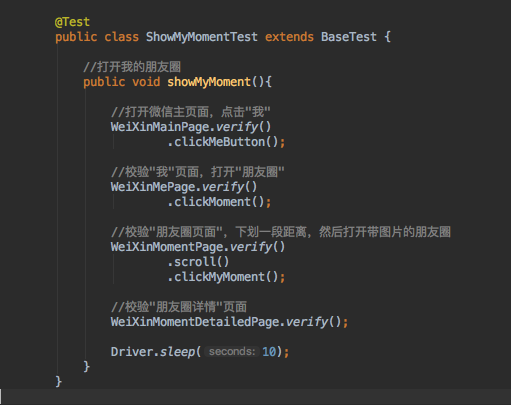 @Test
public class ShowMyMomentTest extends BaseTest {
//打开我的朋友圈
public void showMyMoment(){
//打开微信主页面，点击"我"
WeiXinMainPage.verify()
.clickMeButton();
//校验"我"页面，打开"朋友圈"
WeiXinMePage.verify()
.clickMoment();
//校验"朋友圈页面"，下划一段距离，然后打开带图片的朋友圈
WeiXinMomentPage.verify()
.scroll()
.clickMyMoment();
//校验"朋友圈详情"页面
WeiXinMomentDetailedPage.verify();
Driver.sleep( seconds: 10);
}
}